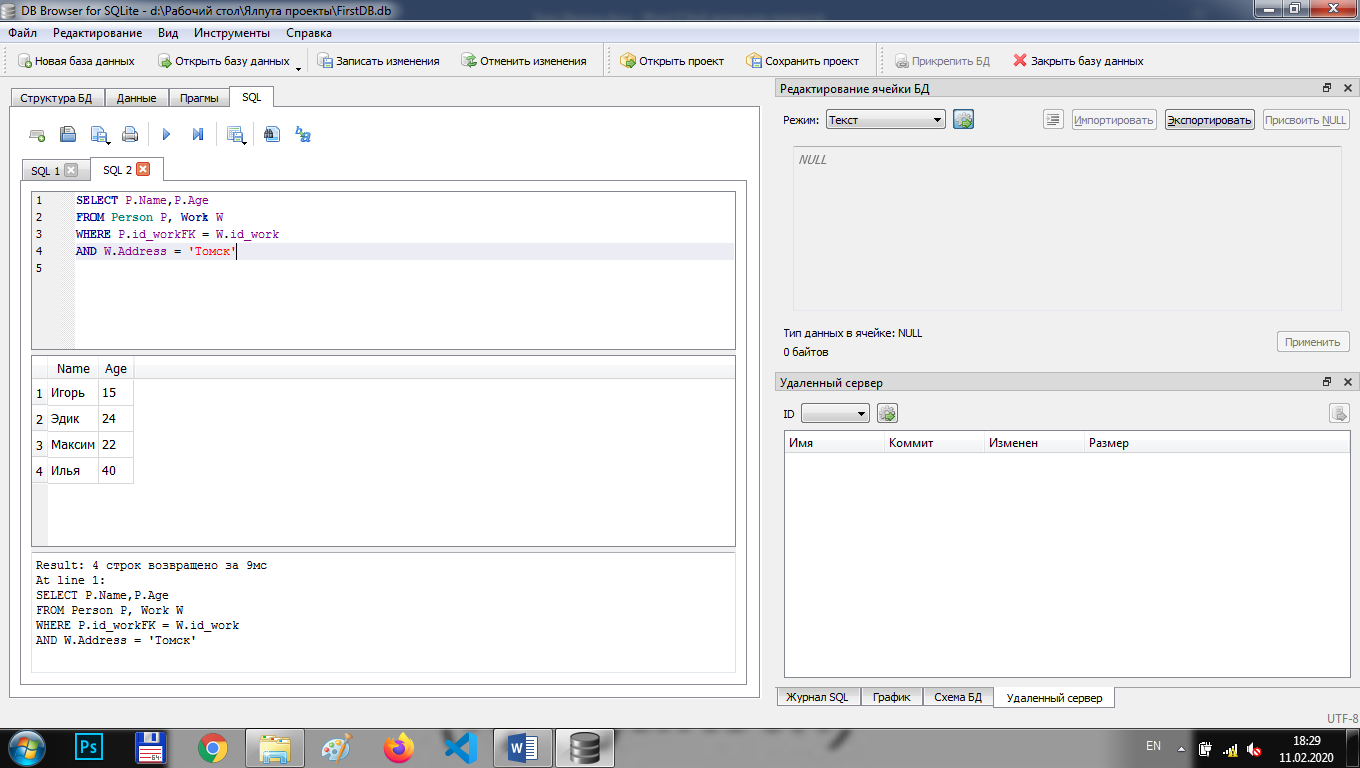 DB Browser for SQLite - d:\Рабочий стол\Ялпута проекты\FirstDB.db
Файл Редактирование Вид Инструменты Справка
Новая база данных Открыть базу данных Записать изменения Отменить изменения Открыть проект Сохранить проект Прикрепить БД Закрыть базу данных
Структура БД Данные Прагмы SQL
SQL 1 SQL 2
1 SELECT P.Name,P.Age
2 FROM Person P, Work W
3 WHERE P.id_workFK = W.id_work
4 AND W.Address = 'Томск'
5
Name Age
1 Игорь 15
2 Эдик 24
3 Максим 22
4 Илья 40
Result: 4 строк возвращено за 9мс
At line 1:
SELECT P.Name,P.Age
FROM Person P, Work W
WHERE P.id_workFK = W.id_work
AND W.Address = 'Томск'
Редактирование ячейки БД
Режим: Текст Импортировать Экспортировать Присвоить NULL
NULL
Тип данных в ячейке: NULL
0 байтов
Применить
Удаленный сервер
ID
Имя Коммит Изменен Размер
Журнал SQL График Схема БД Удаленный сервер
UTF-8
Ps
64
W
EN
18:29
11.02.2020